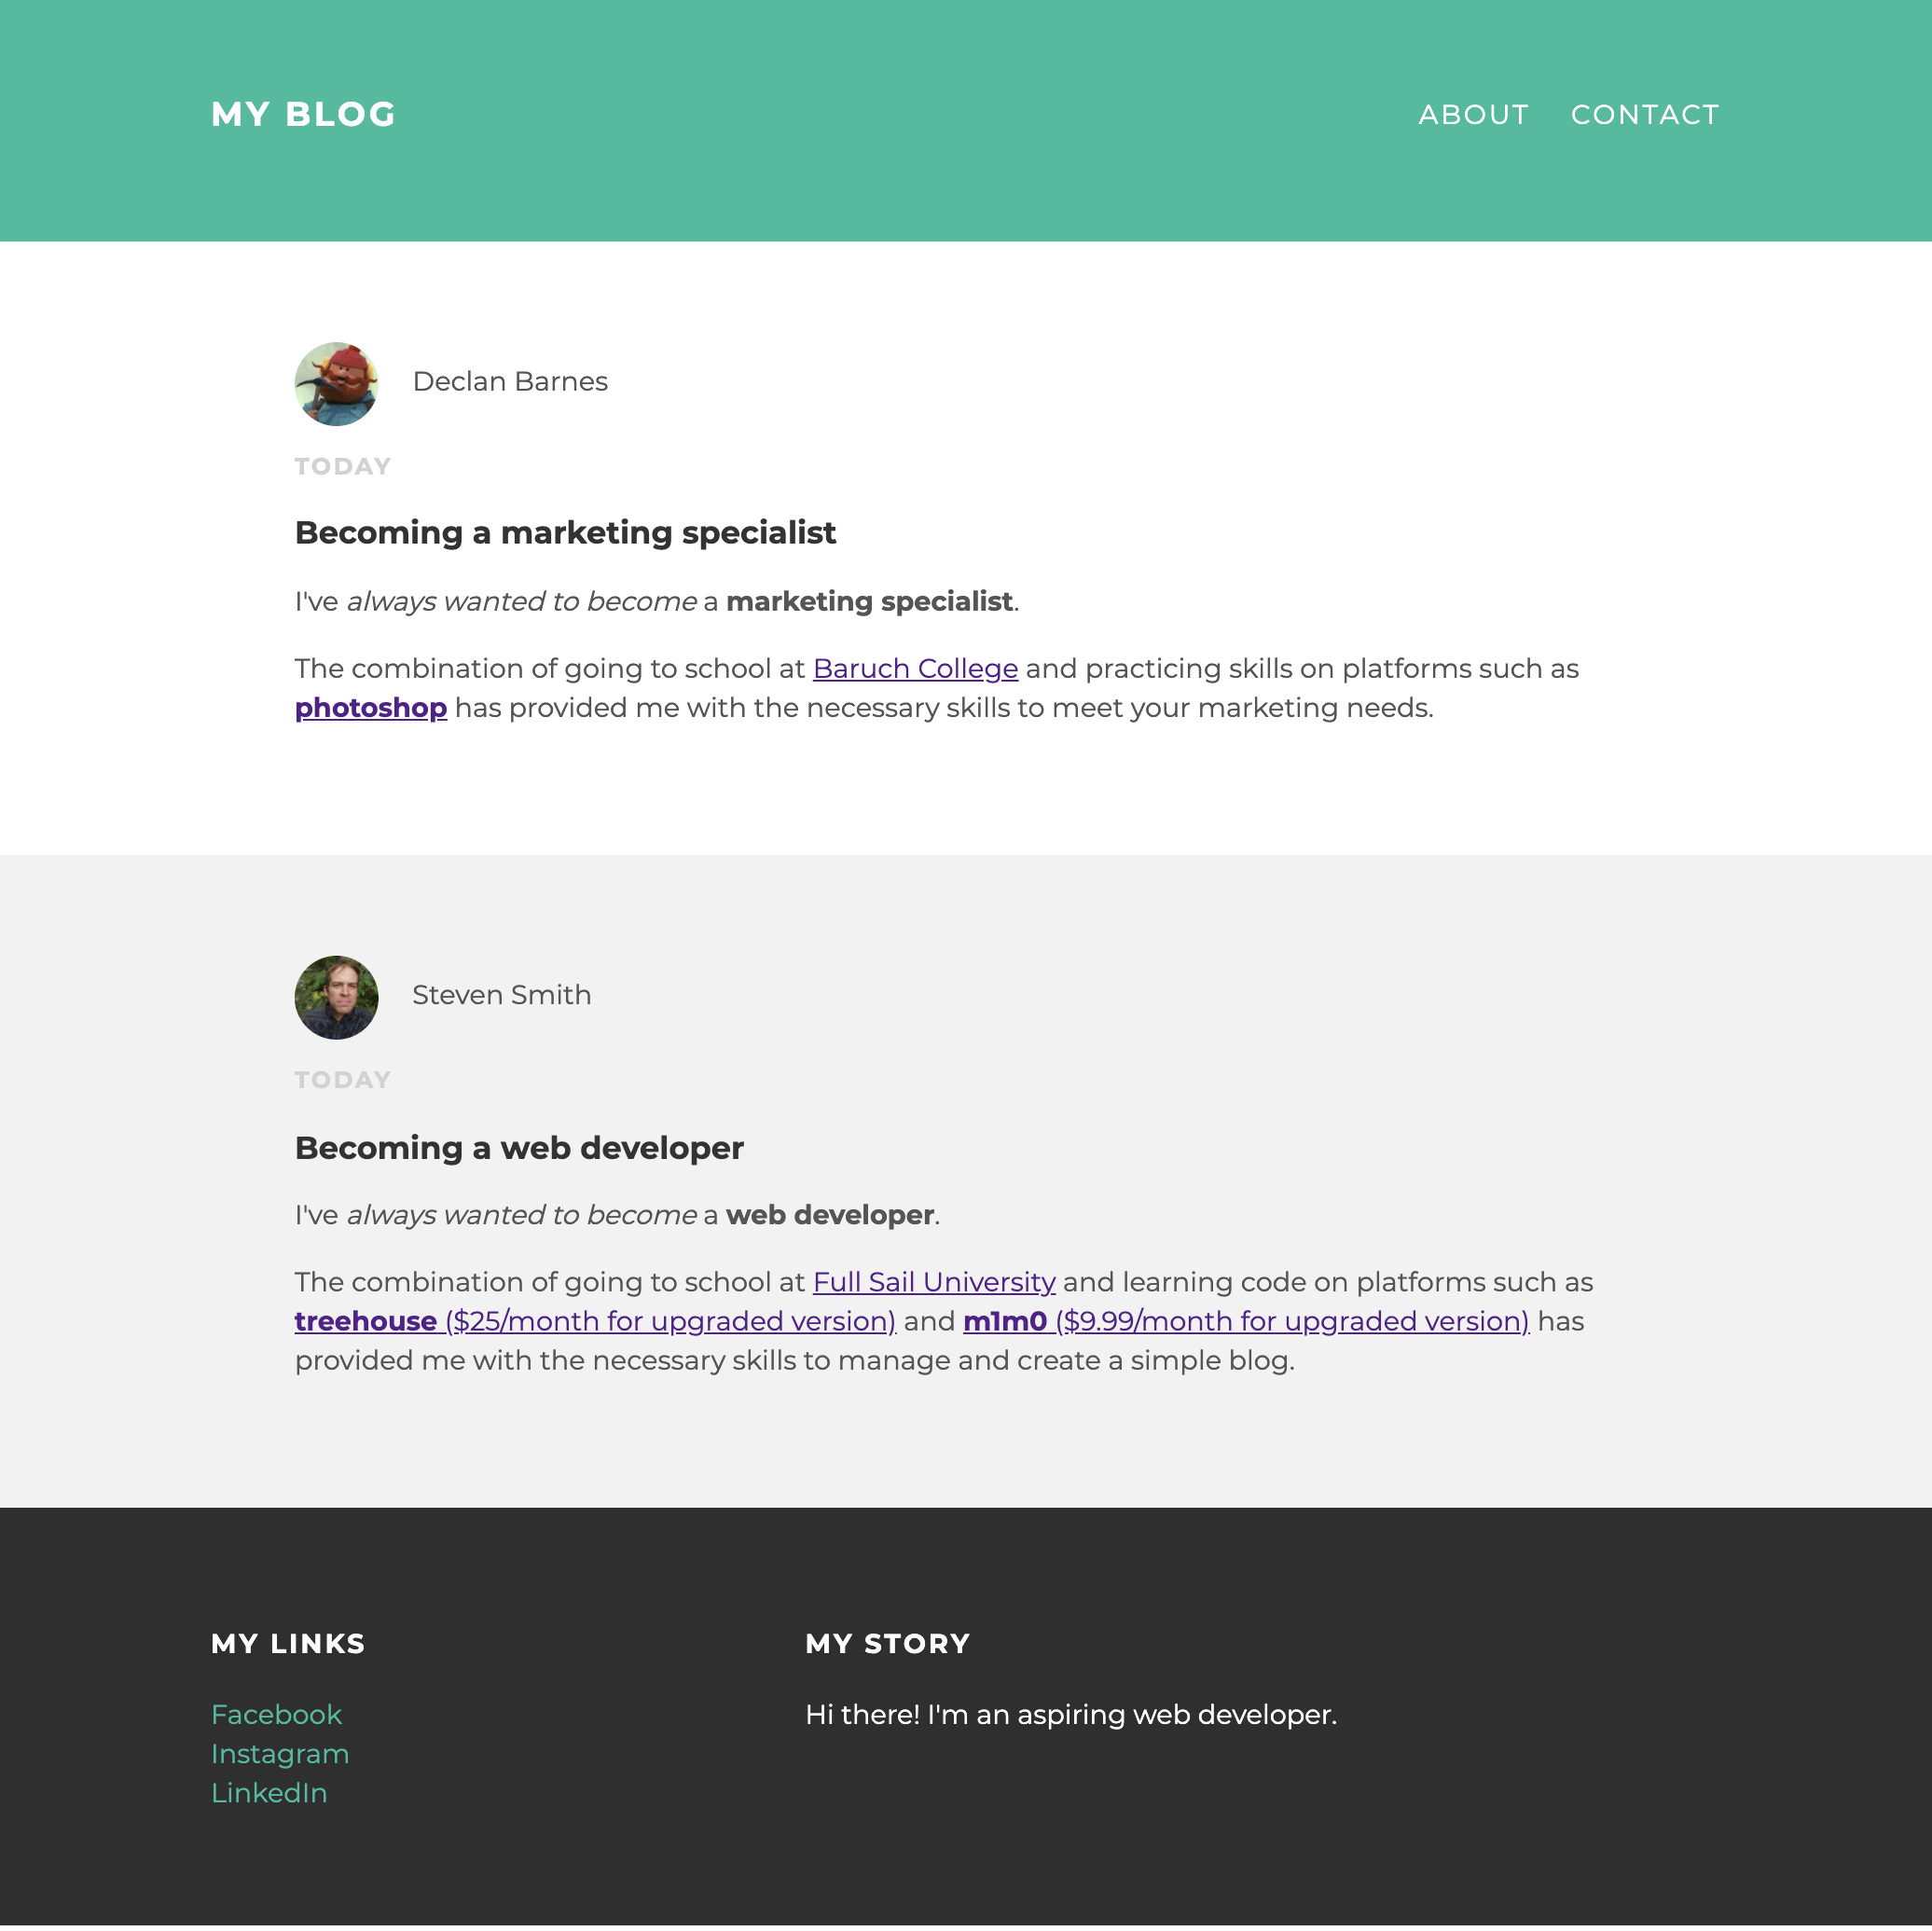 MY BLOG
ABOUT CONTACT
Declan Barnes
TODAY
Becoming a marketing specialist
I've always wanted to become a marketing specialist.
The combination of going to school at Baruch College and practicing skills on platforms such as
photoshop has provided me with the necessary skills to meet your marketing needs.
Steven Smith
TODAY
Becoming a web developer
I've always wanted to become a web developer.
The combination of going to school at Full Sail University and learning code on platforms such as
treehouse ($25/month for upgraded version) and m1m0 ($9.99/month for upgraded version) has
provided me with the necessary skills to manage and create a simple blog.
MY LINKS
Facebook
Instagram
LinkedIn
MY STORY
Hi there! I'm an aspiring web developer.